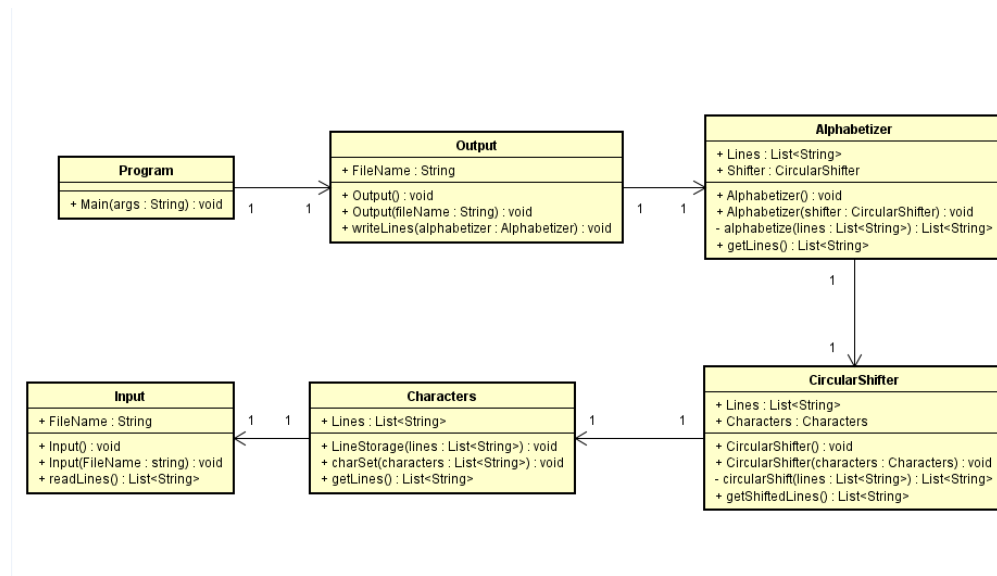 Program
+ Main(args : String) : void
1
1
Output
+ FileName : String
+ Output() : void
+ Output(fileName : String) : void
+ writeLines(alphabetizer : Alphabetizer) : void
1
1
Alphabetizer
+ Lines : List<String>
+ Shifter : CircularShifter
+ Alphabetizer() : void
+ Alphabetizer(shifter : CircularShifter) : void
- alphabetize(lines : List<String>) : List<String>
+ getLines() : List<String>
1
1
Input
+ FileName : String
+ Input() : void
+ Input(FileName : string) : void
+ readLines() : List<String>
1
1
Characters
+ Lines : List<String>
+ LineStorage(lines : List<String>) : void
+ charSet(characters : List<String>) : void
+ getLines() : List<String>
1
1
CircularShifter
+ Lines : List<String>
+ Characters : Characters
+ CircularShifter() : void
+ CircularShifter(characters : Characters) : void
- circularShift(lines : List<String>) : List<String>
+ getShiftedLines() : List<String>